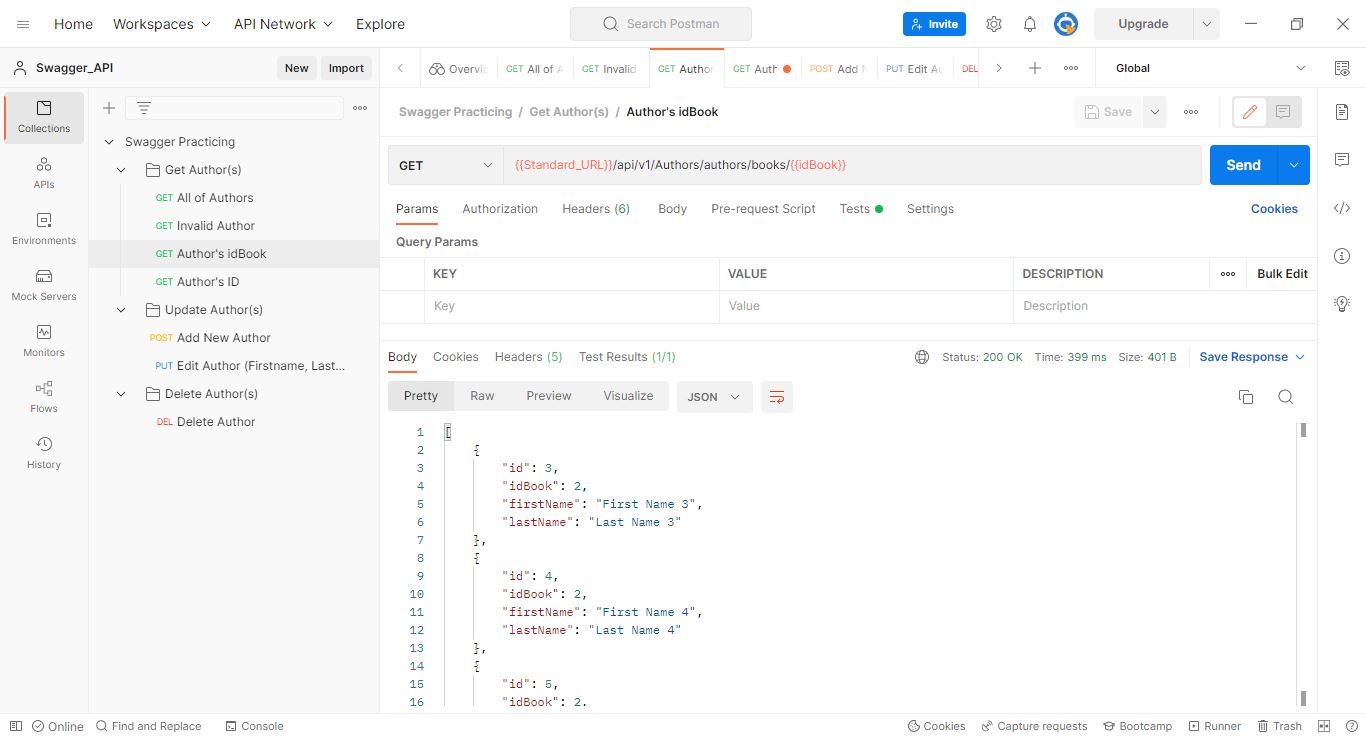 Home Workspaces API Network Explore Search Postman Invite Upgrade
Swagger_API New Import
Overvi GET All of A GET Invalid GET Author GET Auth POST Add N PUT Edit Au DEL Global
Collections
APIs
Environments
Mock Servers
Monitors
Flows
History
Swagger Practicing
Get Author(s)
GET All of Authors
GET Invalid Author
GET Author's idBook
GET Author's ID
Update Author(s)
POST Add New Author
PUT Edit Author (Firstname, Last...
Delete Author(s)
DEL Delete Author
Swagger Practicing / Get Author(s) / Author's idBook Save
GET {{Standard_URL}}/api/v1/Authors/authors/books/{{idBook}} Send
Params Authorization Headers (6) Body Pre-request Script Tests Settings Cookies
Query Params
KEY VALUE DESCRIPTION Bulk Edit
Key Value Description
Body Cookies Headers (5) Test Results (1/1) Status: 200 OK Time: 399 ms Size: 401 B Save Response
Pretty Raw Preview Visualize JSON
1 [
2 {
3 "id": 3,
4 "idBook": 2,
5 "firstName": "First Name 3",
6 "lastName": "Last Name 3"
7 },
8 {
9 "id": 4,
10 "idBook": 2,
11 "firstName": "First Name 4",
12 "lastName": "Last Name 4"
13 },
14 {
15 "id": 5,
16 "idBook": 2,
Online Find and Replace Console Cookies Capture requests Bootcamp Runner Trash